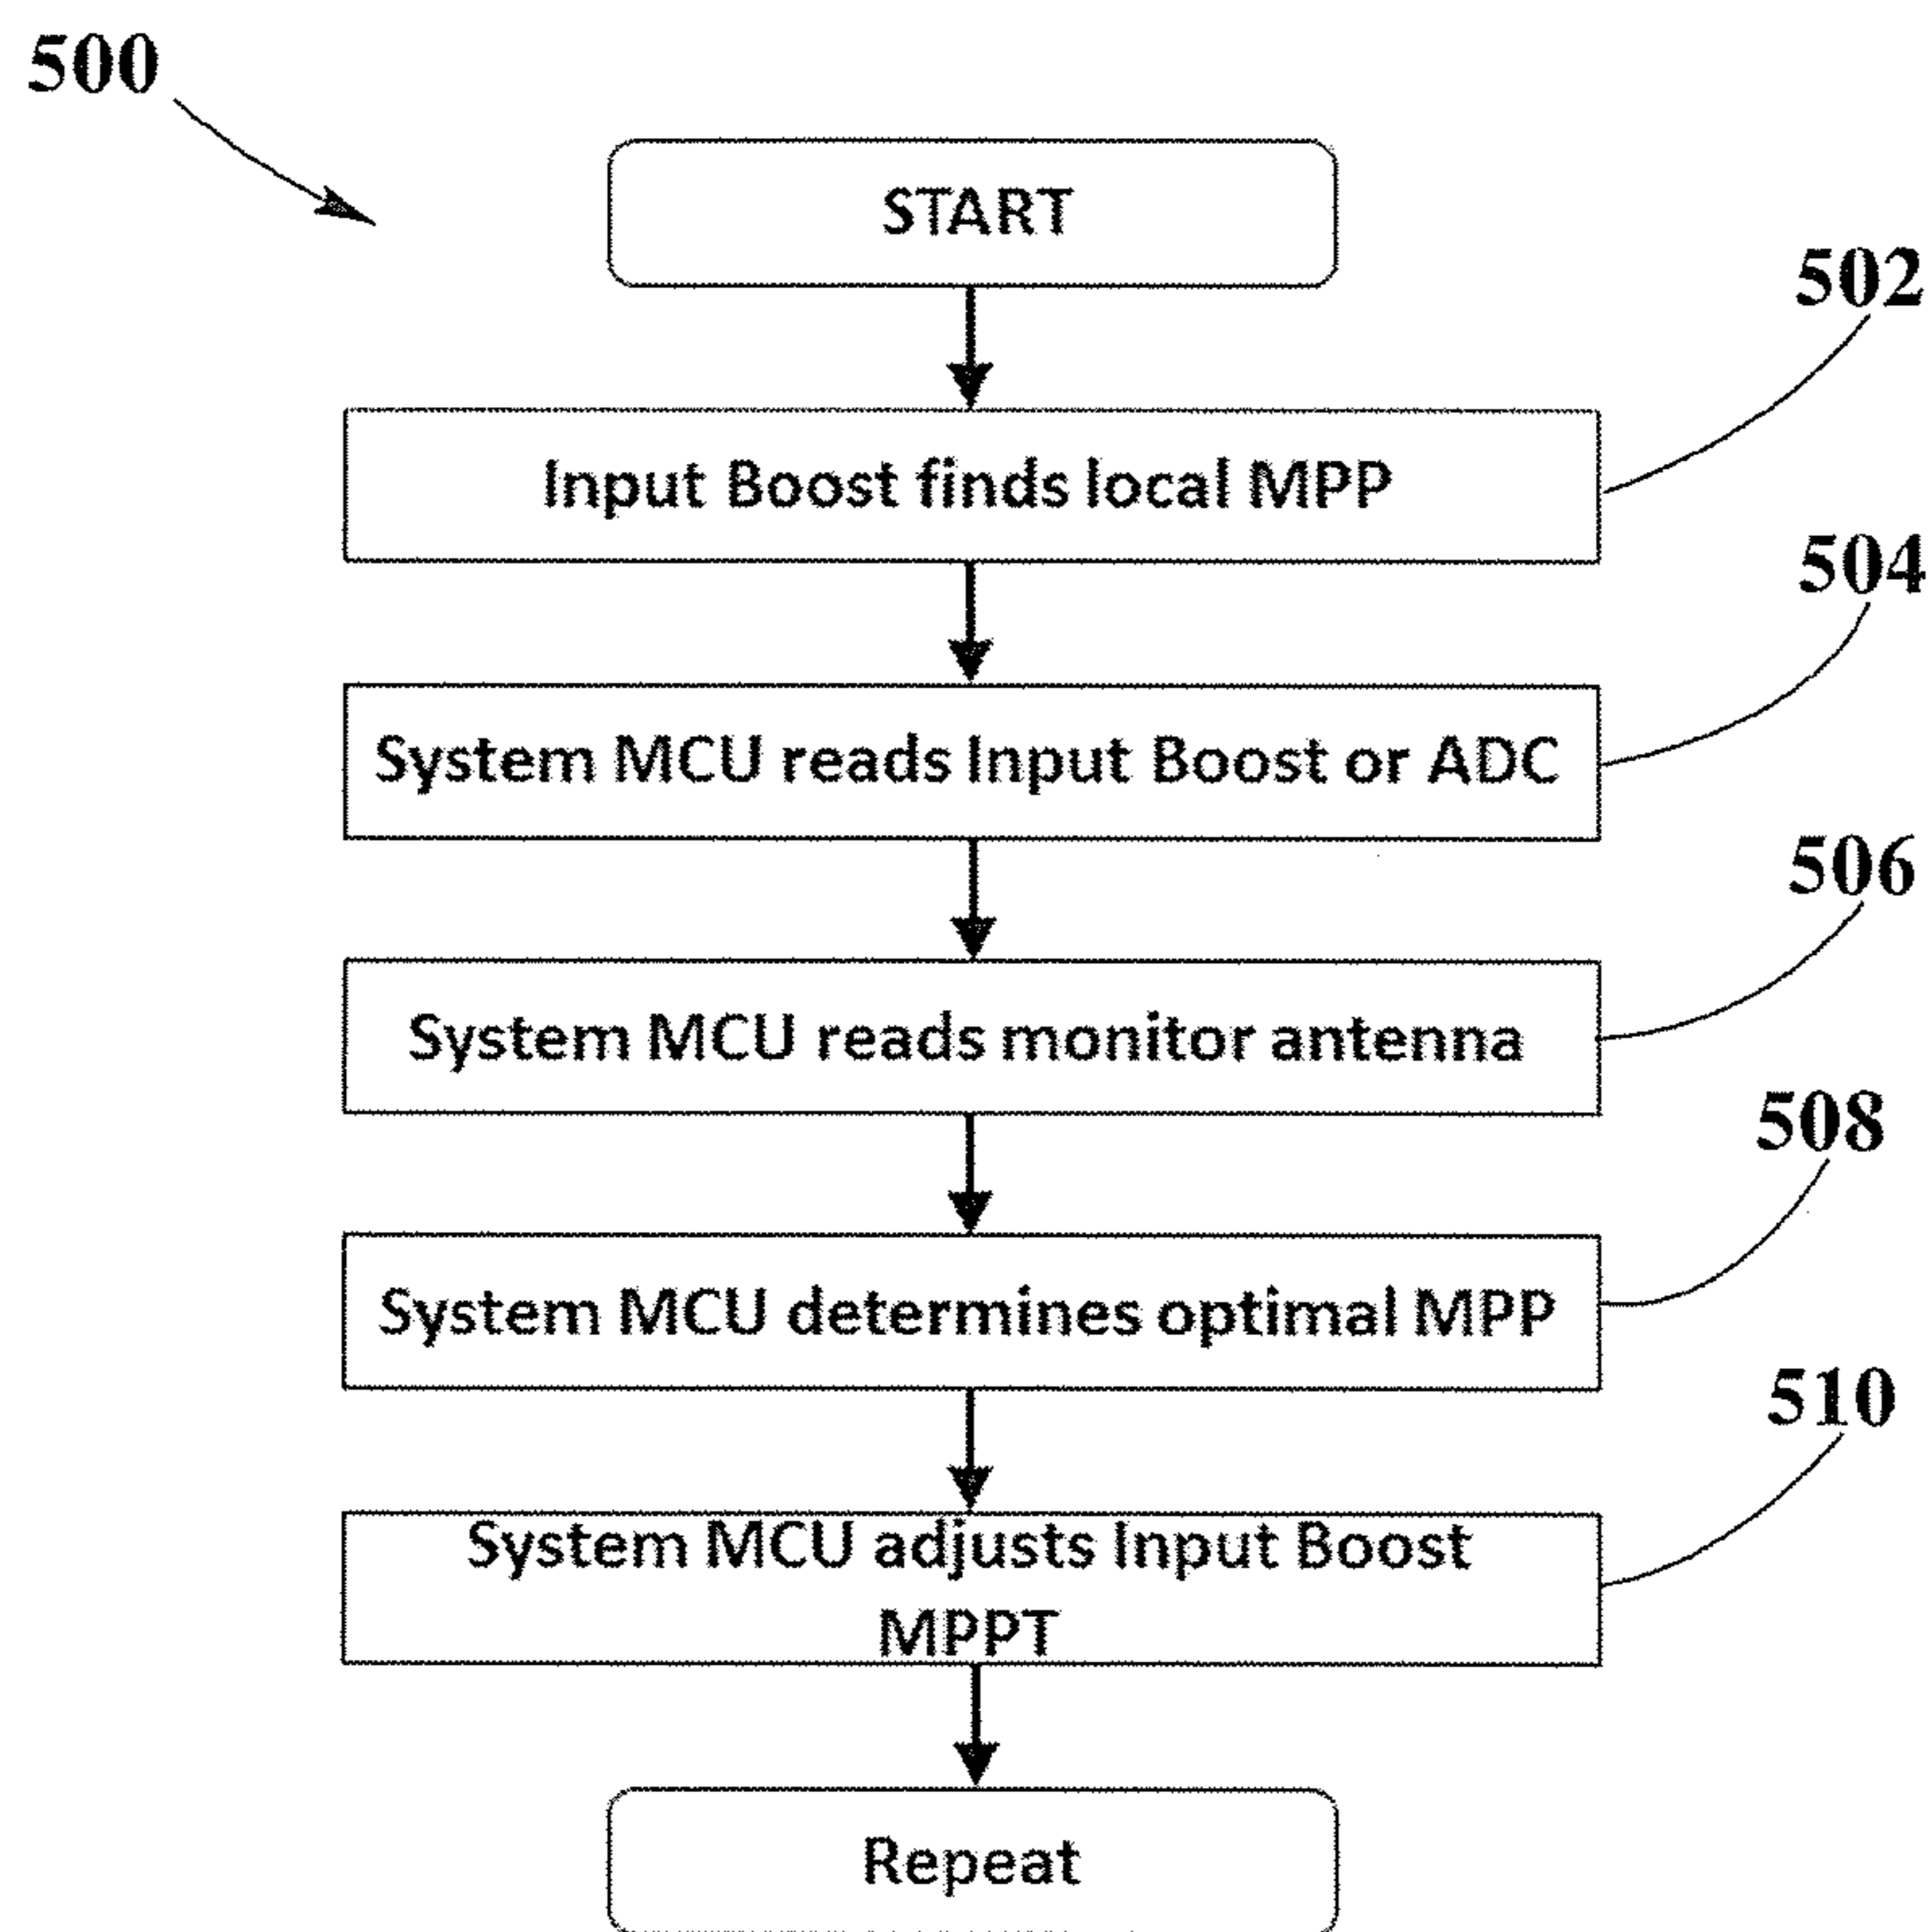 500
START
502
Input Boost finds local MPP
504
System MCU reads Input Boost or ADC
506
System MCU reads monitor antenna
508
System MCU determines optimal MPP
510
System MCU adjusts Input Boost
MPPT
Repeat